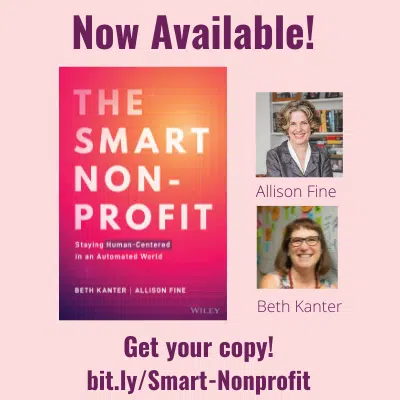 Now Available!
THE
SMART
NON-
PROFIT
Staying Human-Centered
in an Automated World
BETH KANTER | ALLISON FINE
WILEY
Allison Fine
Beth Kanter
Get your copy!
bit.ly/Smart-Nonprofit